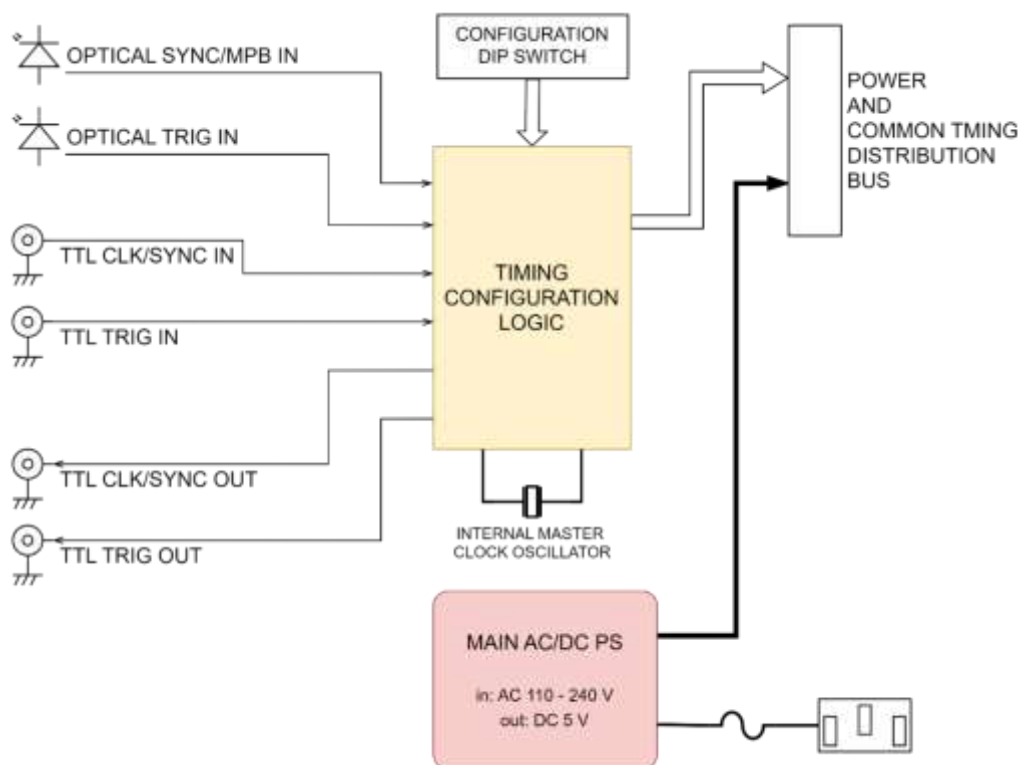 OPTICAL SYNC/MPB IN
OPTICAL TRIG IN
TTL CLK/SYNC IN
TTL TRIG IN
TTL CLK/SYNC OUT
TTL TRIG OUT
CONFIGURATION
DIP SWITCH
TIMING
CONFIGURATION
LOGIC
INTERNAL MASTER
CLOCK OSCILLATOR
POWER
AND
COMMON TMING
DISTRIBUTION
BUS
MAIN AC/DC PS
in: AC 110 - 240 V
out: DC 5 V